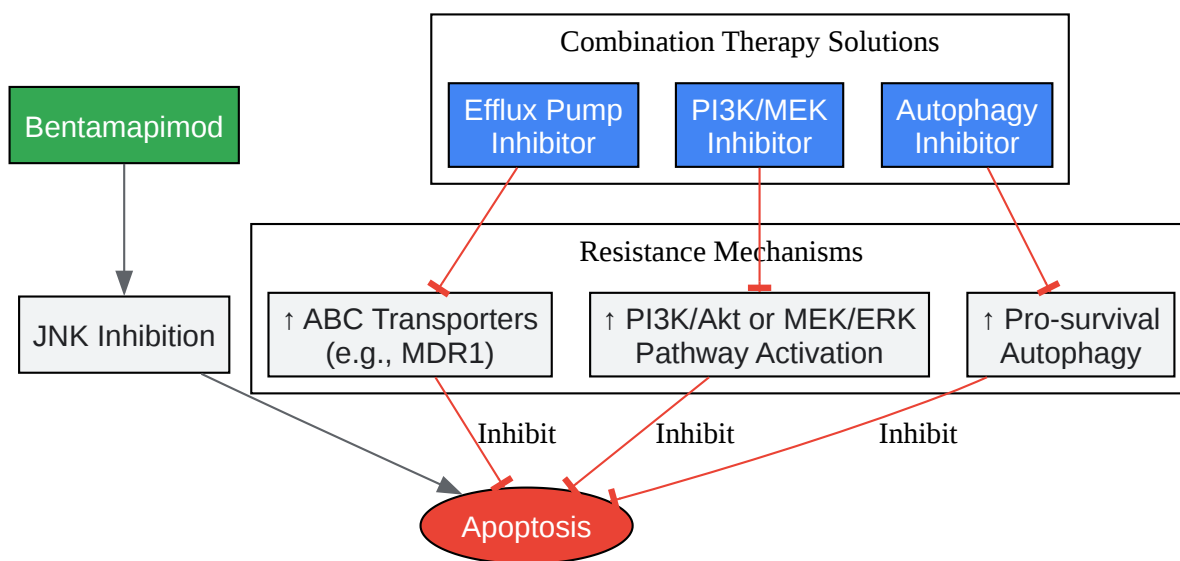 Combination Therapy Solutions
Bentamapimod
Efflux Pump
Inhibitor
PI3K/MEK
Inhibitor
Autophagy
Inhibitor
Resistance Mechanisms
JNK Inhibition
↑ ABC Transporters
(e.g., MDR1)
↑ PI3K/Akt or MEK/ERK
Pathway Activation
↑ Pro-survival
Autophagy
Inhibit
Inhibit
Inhibit
Apoptosis